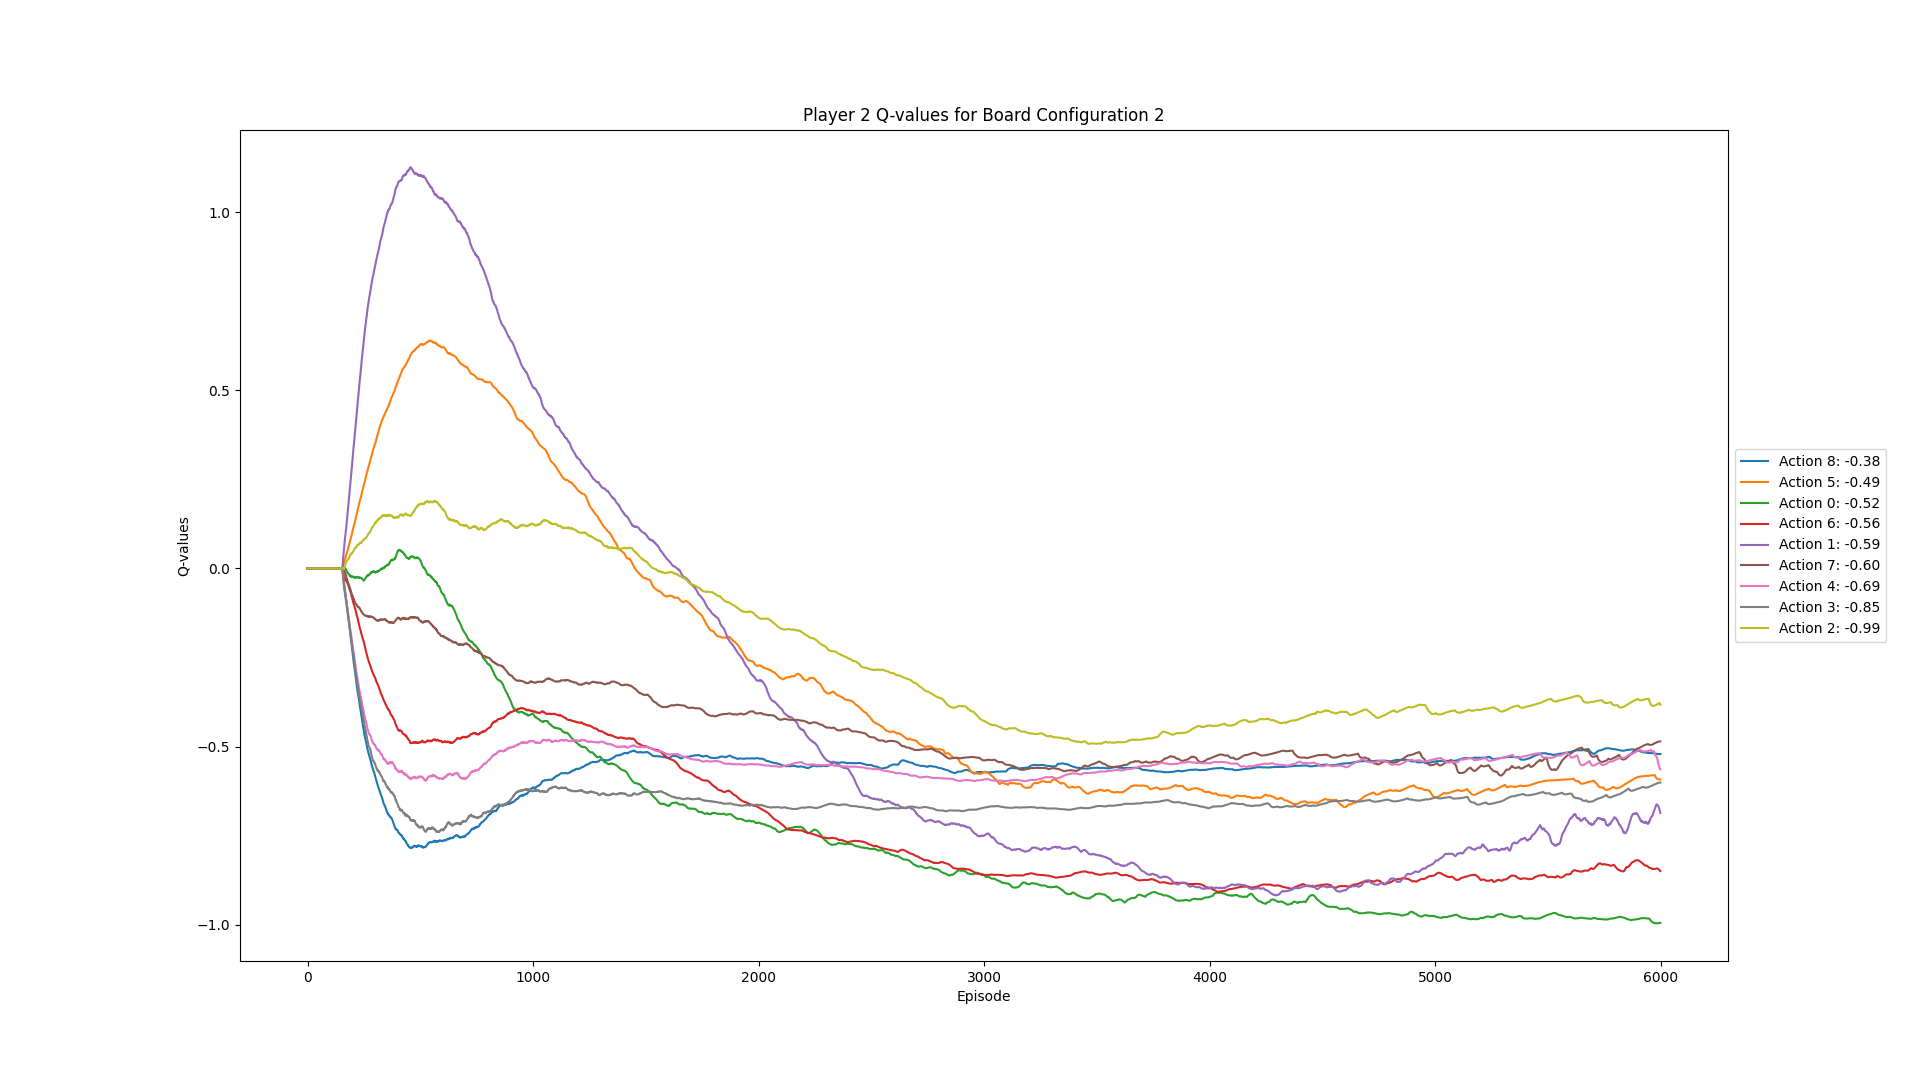 Player 2 Q-values for Board Configuration 2
Q-values
1.0
0.5
0.0
−0.5
−1.0
0
1000
2000
3000
4000
5000
6000
Episode
Action 8: -0.38
Action 5: -0.49
Action 0: -0.52
Action 6: -0.56
Action 1: -0.59
Action 7: -0.60
Action 4: -0.69
Action 3: -0.85
Action 2: -0.99